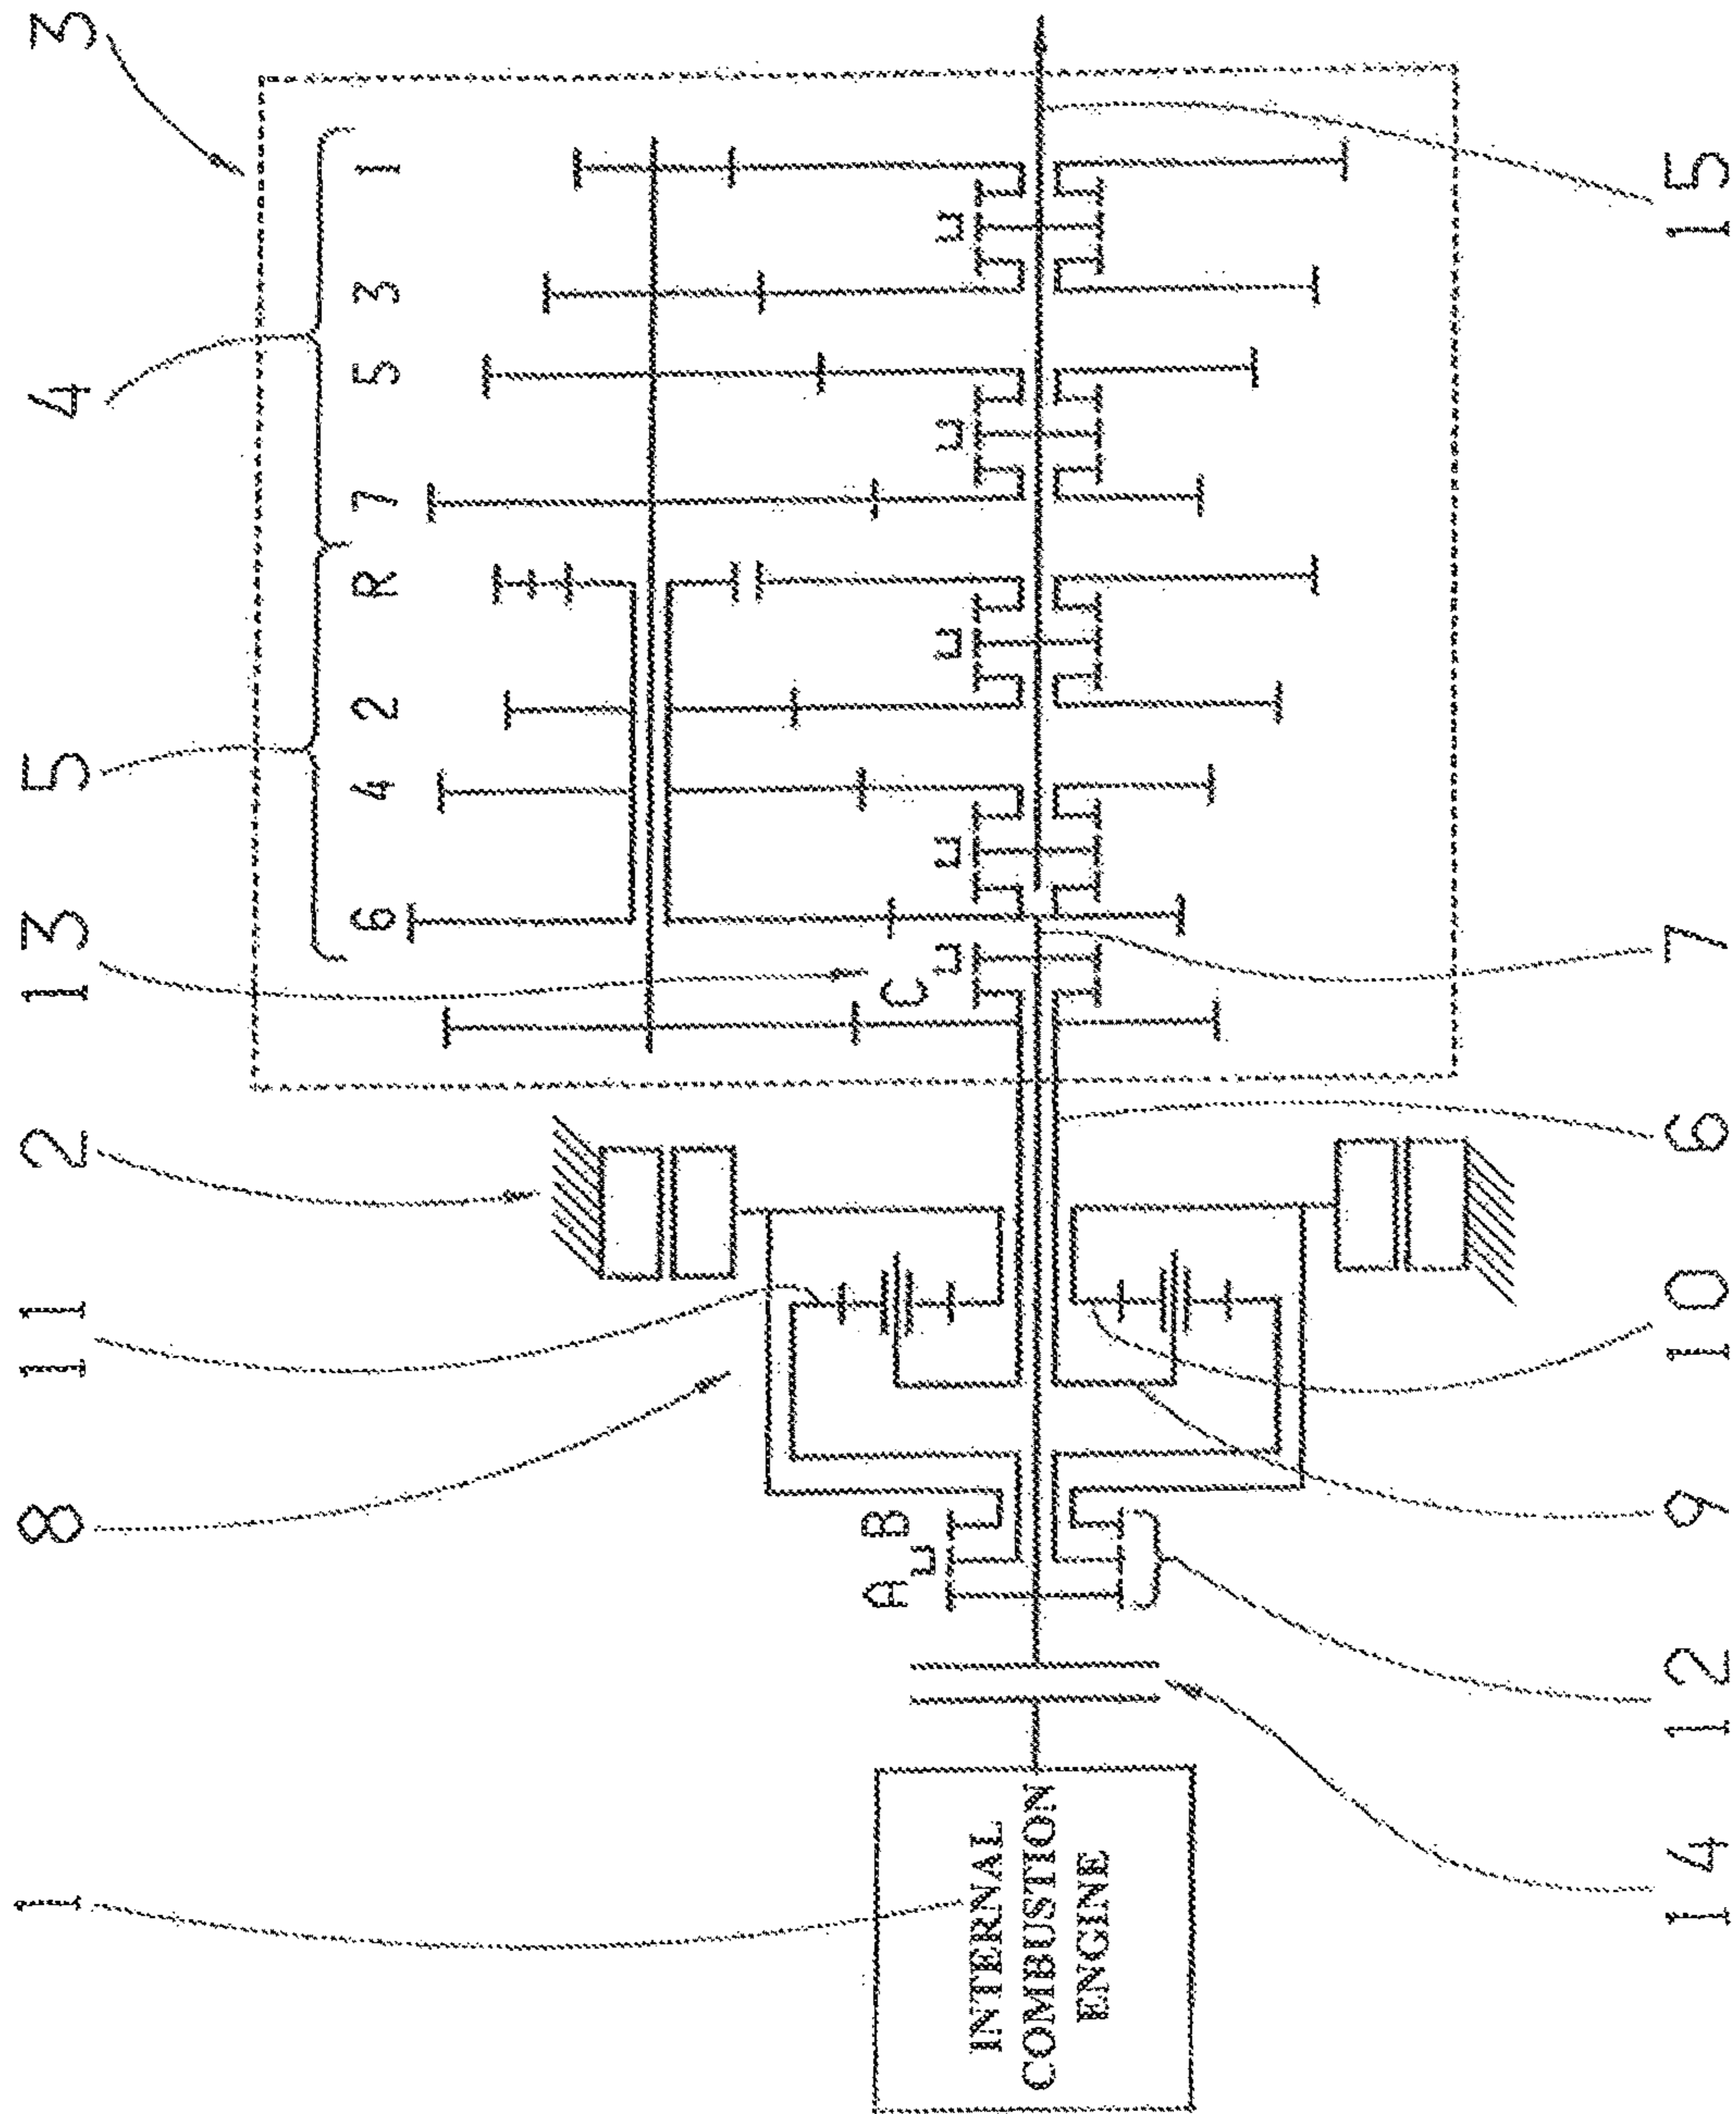 1 8 11 2 13 5 4 3
6 4 2 R 7 5 3 1
A B C
INTERNAL
COMBUSTION
ENGINE
14 12 9 10 6 7 15